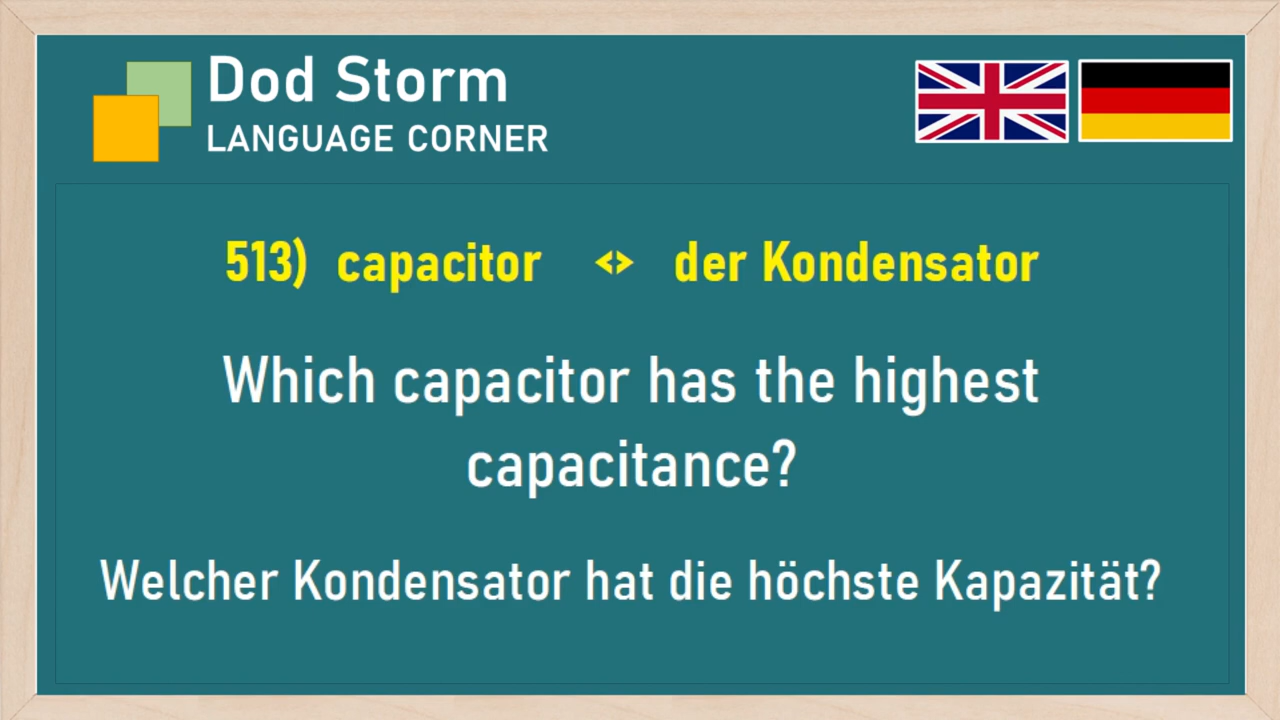 Dod Storm
LANGUAGE CORNER
513) capacitor <> der Kondensator
Which capacitor has the highest
capacitance?
Welcher Kondensator hat die höchste Kapazität?